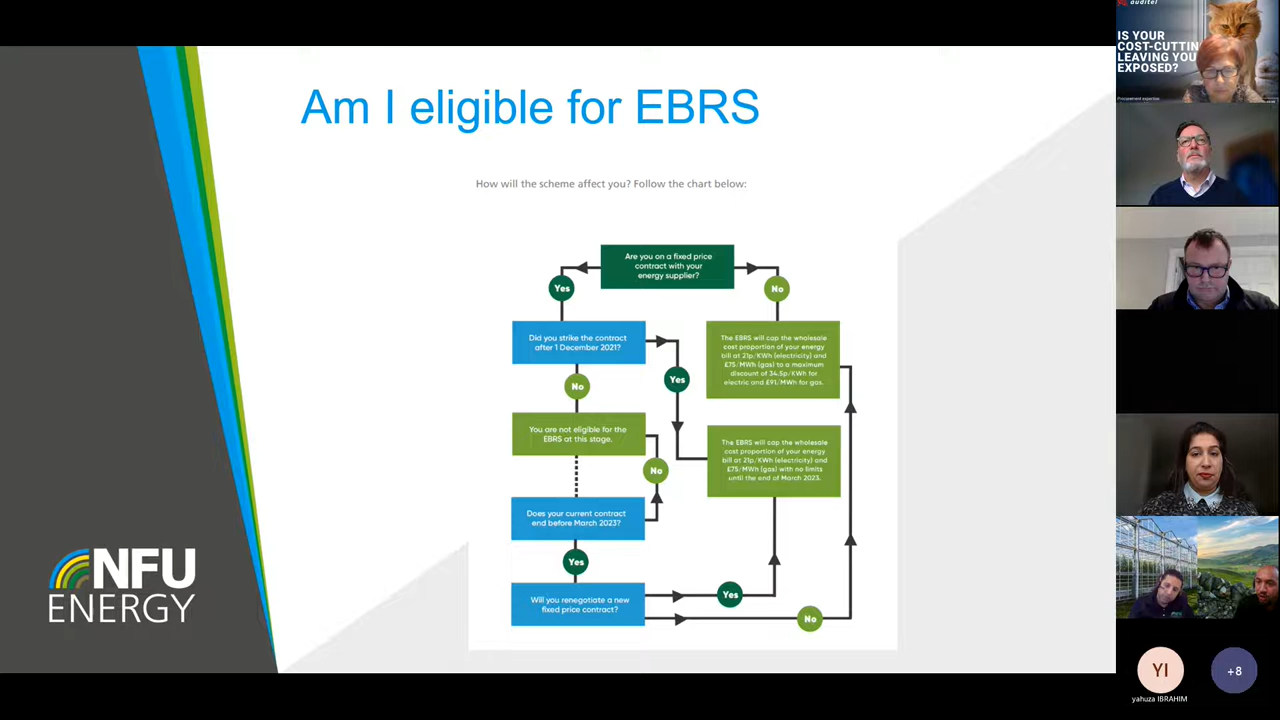 Am I eligible for EBRS
How will the scheme affect you? Follow the chart below:
Are you on a fixed price
contract with your
energy supplier?
Yes
No
Did you strike the contract
after 1 December 2021?
The EBRS will cap the wholesale
cost proportion of your energy
bill at 21p/KWh (electricity) and
£75/MWh (gas) to a maximum
discount of 34.5p/KWh for
electric and £91/MWh for gas.
Yes
No
You are not eligible for the
EBRS at this stage.
The EBRS will cap the wholesale
cost proportion of your energy
bill at 21p/KWh (electricity) and
£75/MWh (gas) with no limits
until the end of March 2023.
No
Does your current contract
end before March 2023?
Yes
Will you renegotiate a new
fixed price contract?
Yes
No
NFU
ENERGY
auditel
IS YOUR
COST-CUTTIN
LEAVING YOU
EXPOSED?
Procurement expertise
YI
+8
yahuza IBRAHIM